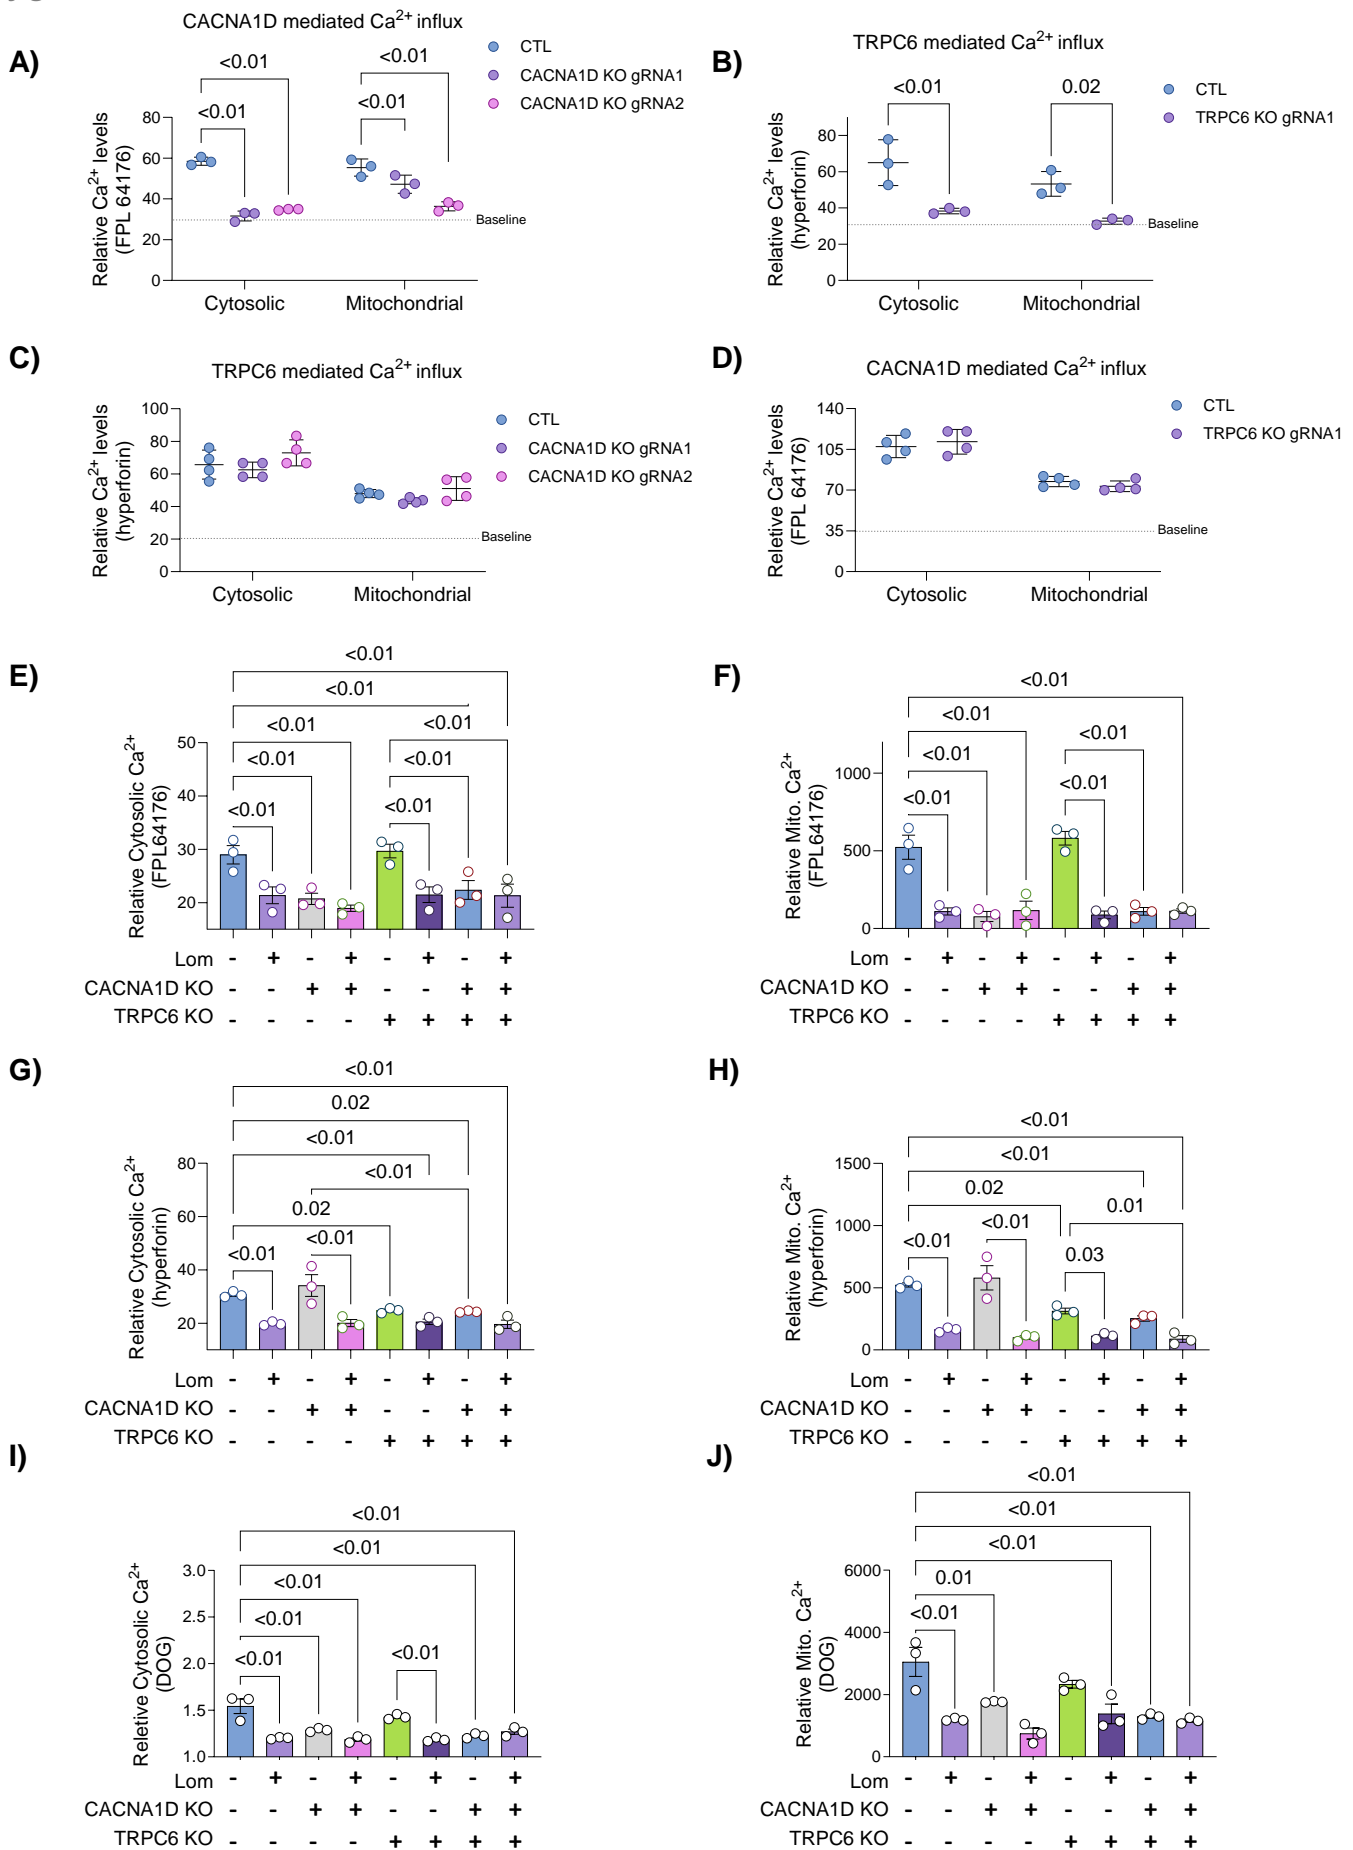 A)
CACNA1D mediated Ca2+ influx
<0.01
<0.01
<0.01
<0.01
CTL
CACNA1D KO gRNA1
CACNA1D KO gRNA2
Relative Ca2+ levels
(FPL 64176)
80
60
40
20
0
Baseline
Cytosolic
Mitochondrial
B)
TRPC6 mediated Ca2+ influx
<0.01
0.02
CTL
TRPC6 KO gRNA1
Relative Ca2+ levels
(hyperforin)
80
60
40
20
0
Baseline
Cytosolic
Mitochondrial
C)
TRPC6 mediated Ca2+ influx
CTL
CACNA1D KO gRNA1
CACNA1D KO gRNA2
Reletive Ca2+ levels
(hyperforin)
100
80
60
40
20
0
Baseline
Cytosolic
Mitochondrial
D)
CACNA1D mediated Ca2+ influx
CTL
TRPC6 KO gRNA1
Reletive Ca2+ levels
(FPL 64176)
140
105
70
35
0
Baseline
Cytosolic
Mitochondrial
E)
<0.01
<0.01
<0.01
<0.01
<0.01
<0.01
<0.01
<0.01
Relative Cytosolic Ca2+
(FPL64176)
50
40
30
20
Lom - + - + - + - +
CACNA1D KO - - + + - - + +
TRPC6 KO - - - - + + + +
F)
<0.01
<0.01
<0.01
<0.01
<0.01
<0.01
Relative Mito. Ca2+
(FPL64176)
1000
500
0
Lom - + - + - + - +
CACNA1D KO - - + + - - + +
TRPC6 KO - - - - + + + +
G)
<0.01
0.02
<0.01
<0.01
0.02
<0.01
<0.01
Relative Cytosolic Ca2+
(hyperforin)
80
60
40
20
Lom - + - + - + - +
CACNA1D KO - - + + - - + +
TRPC6 KO - - - - + + + +
H)
<0.01
<0.01
0.02
0.01
<0.01
<0.01
0.03
Relative Mito. Ca2+
(hyperforin)
1500
1000
500
0
Lom - + - + - + - +
CACNA1D KO - - + + - - + +
TRPC6 KO - - - - + + + +
I)
<0.01
<0.01
<0.01
<0.01
<0.01
<0.01
Reletive Cytosolic Ca2+
(DOG)
3.0
2.5
2.0
1.5
1.0
Lom - + - + - + - +
CACNA1D KO - - + + - - + +
TRPC6 KO - - - - + + + +
J)
<0.01
<0.01
<0.01
0.01
<0.01
Relative Mito. Ca2+
(DOG)
6000
4000
2000
0
Lom - + - + - + - +
CACNA1D KO - - + + - - + +
TRPC6 KO - - - - + + + +